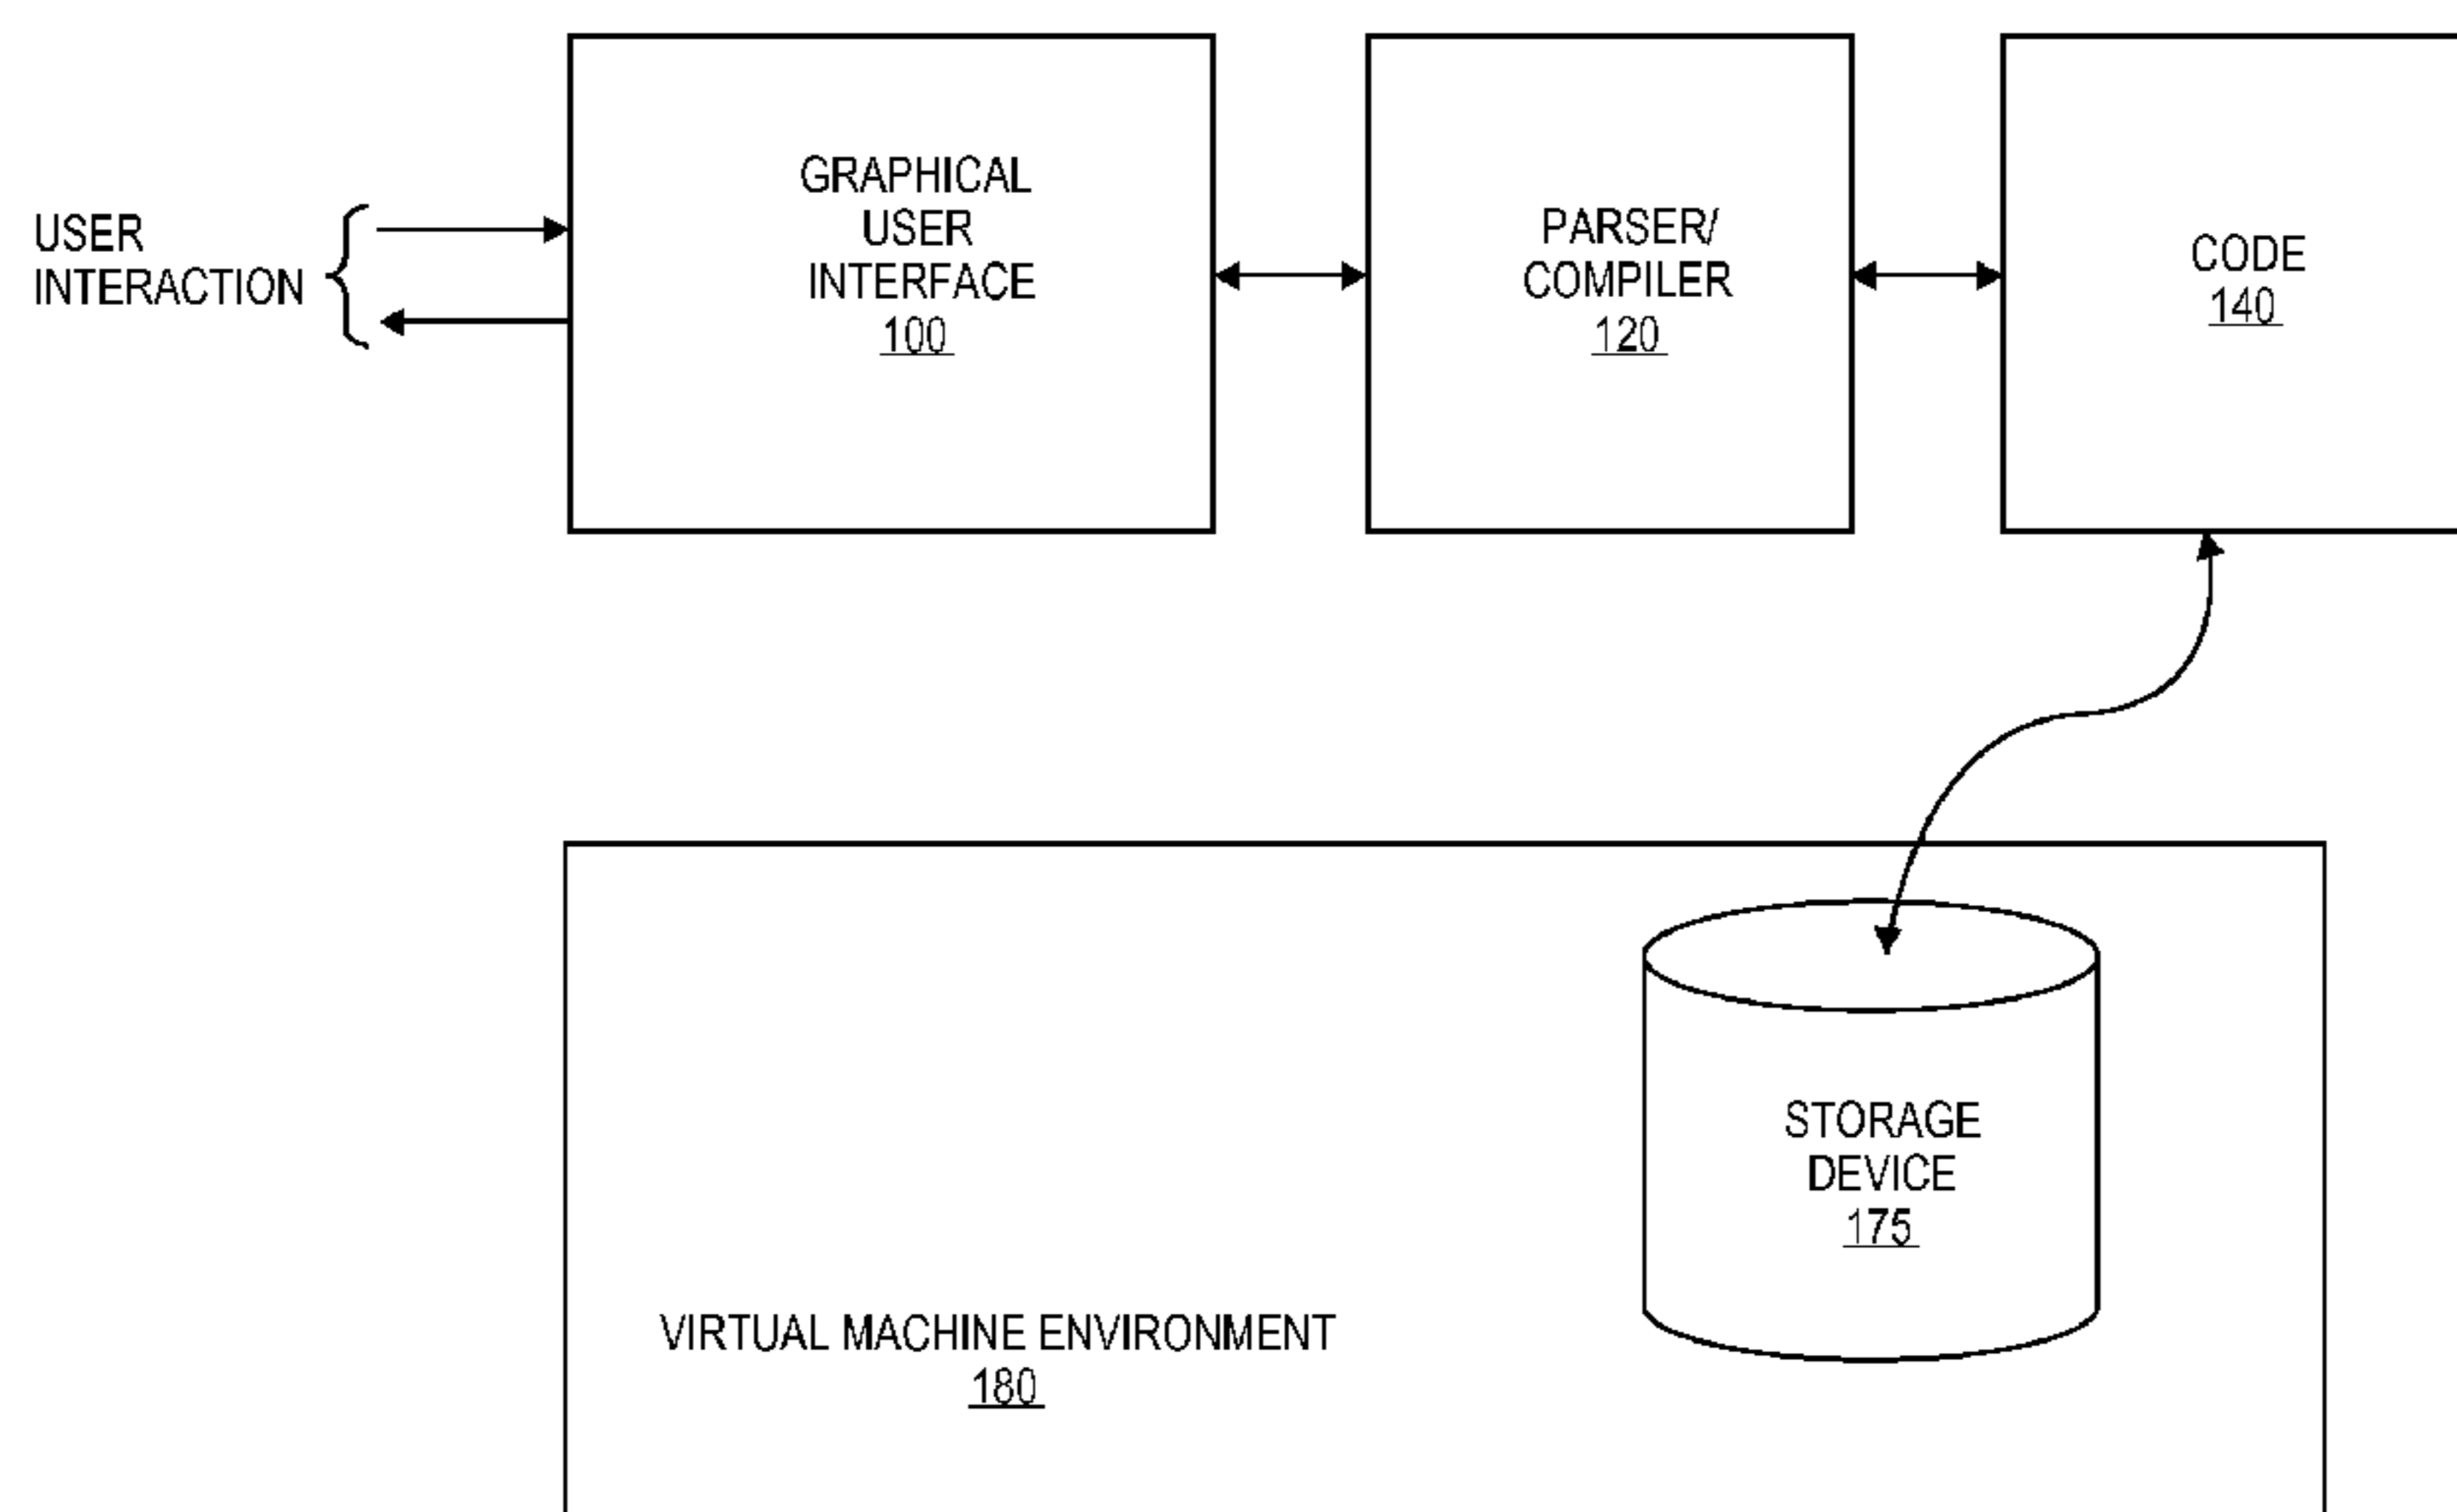 USER
INTERACTION
GRAPHICAL
USER
INTERFACE
100
PARSER/
COMPILER
120
CODE
140
STORAGE
DEVICE
175
VIRTUAL MACHINE ENVIRONMENT
180